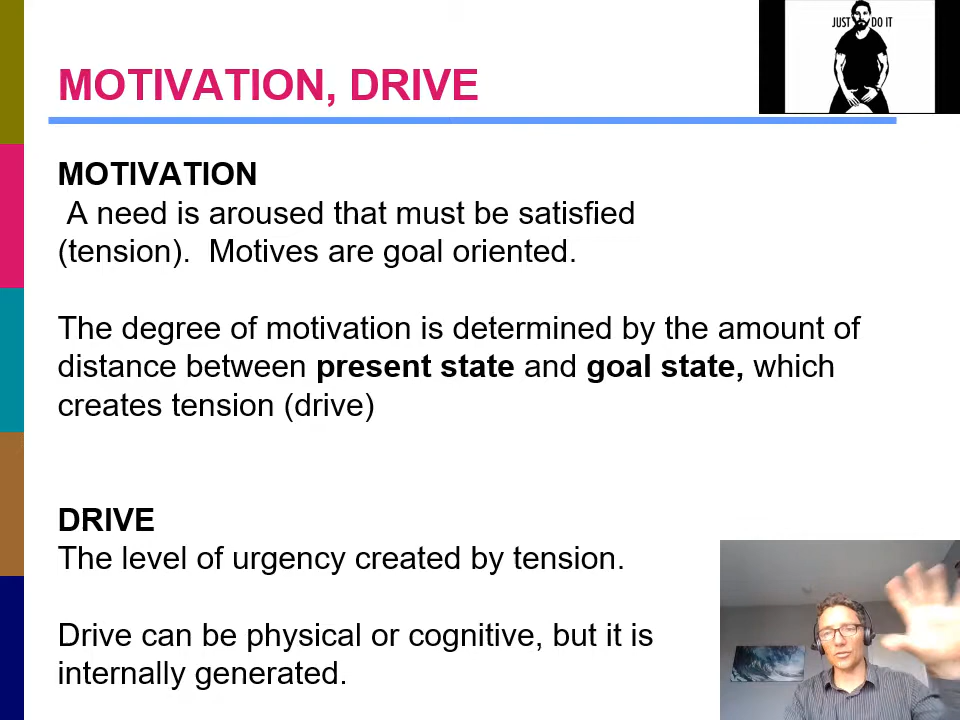 JUST DO IT
MOTIVATION, DRIVE
MOTIVATION
A need is aroused that must be satisfied
(tension).  Motives are goal oriented.
The degree of motivation is determined by the amount of
distance between present state and goal state, which
creates tension (drive)
DRIVE
The level of urgency created by tension.
Drive can be physical or cognitive, but it is
internally generated.